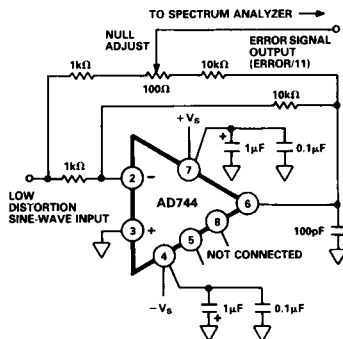 TO SPECTRUM ANALYZER
NULL
ADJUST
ERROR SIGNAL
OUTPUT
(ERROR/11)
1kΩ
100Ω
10kΩ
10kΩ
+VS
1kΩ
1μF
0.1μF
LOW
DISTORTION
SINE-WAVE INPUT
2
−
7
AD744
6
3
+
8
5
4
NOT CONNECTED
100pF
−VS
+
1μF
0.1μF
+